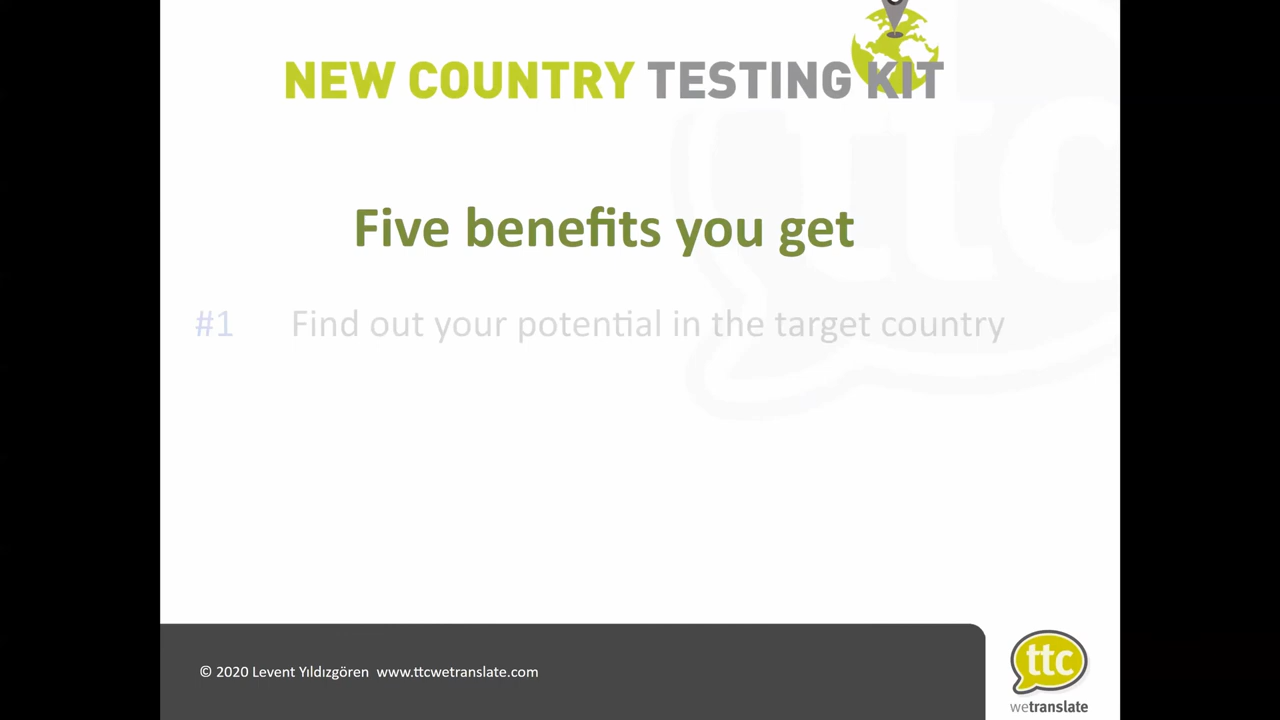 NEW COUNTRY TESTING KIT
Five benefits you get
#1 Find out your potential in the target country
© 2020 Levent Yıldızgören www.ttcwetranslate.com
ttc
wetranslate